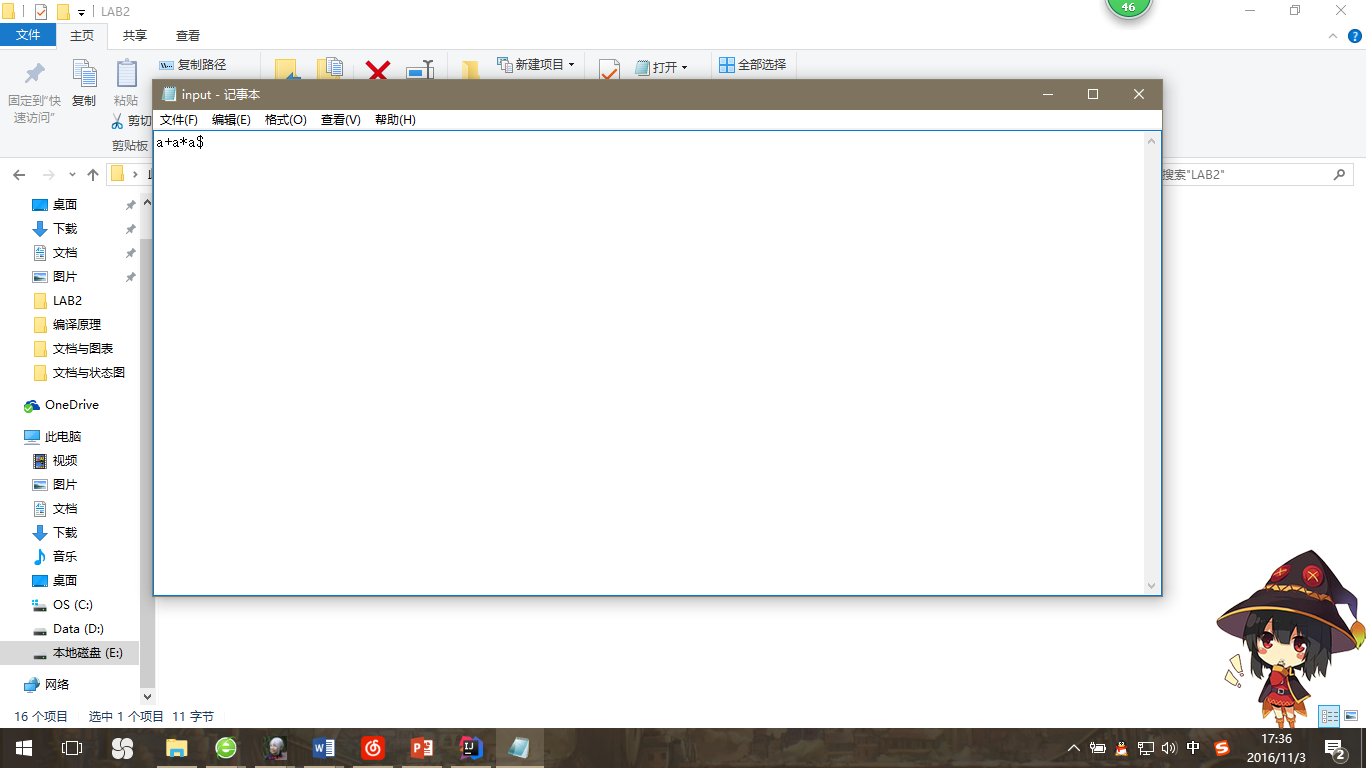 LAB2
46
文件 主页 共享 查看
复制路径 新建项目 打开 全部选择
固定到"快速访问"
复制
粘贴
剪切
剪贴板
input - 记事本
文件(F) 编辑(E) 格式(O) 查看(V) 帮助(H)
a+a*a$
搜索"LAB2"
桌面
下载
文档
图片
LAB2
编译原理
文档与图表
文档与状态图
OneDrive
此电脑
视频
图片
文档
下载
音乐
桌面
OS (C:)
Data (D:)
本地磁盘 (E:)
网络
16 个项目 选中 1 个项目 11 字节
中
17:36
2016/11/3
2